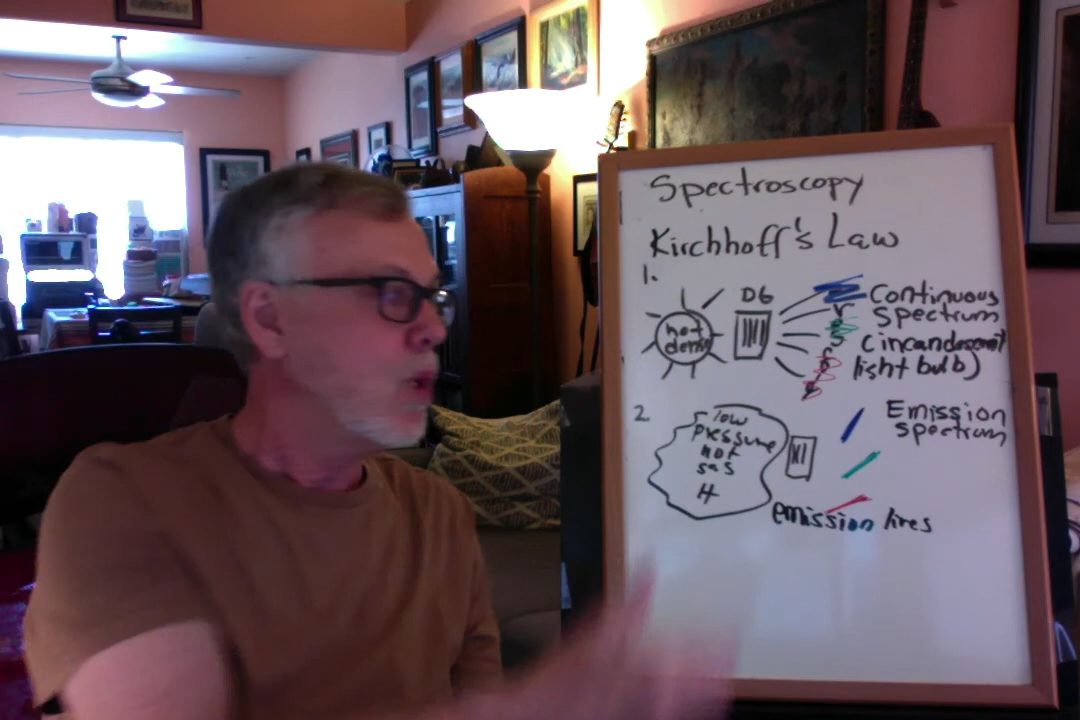 Spectroscopy
Kirchhoff's Law
1.
hot
dense
DG
Continuous
Spectrum
(incandescent
light bulb)
2.
low
pressure
hot
gas
H
Emission
spectrum
emission lines